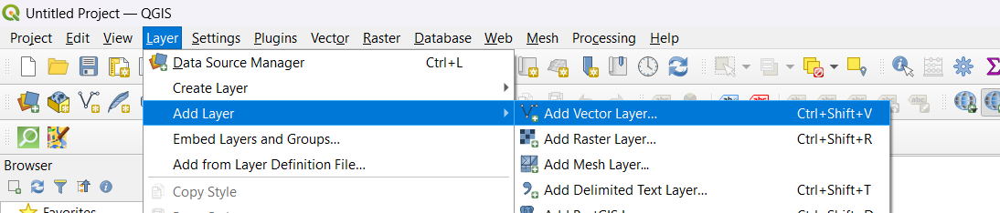 Untitled Project — QGIS
Project Edit View Layer Settings Plugins Vector Raster Database Web Mesh Processing Help
Data Source Manager Ctrl+L
Create Layer
Add Layer
Add Vector Layer... Ctrl+Shift+V
Embed Layers and Groups...
Add Raster Layer... Ctrl+Shift+R
Add from Layer Definition File...
Add Mesh Layer...
Copy Style
Add Delimited Text Layer... Ctrl+Shift+T
Browser
Favorites